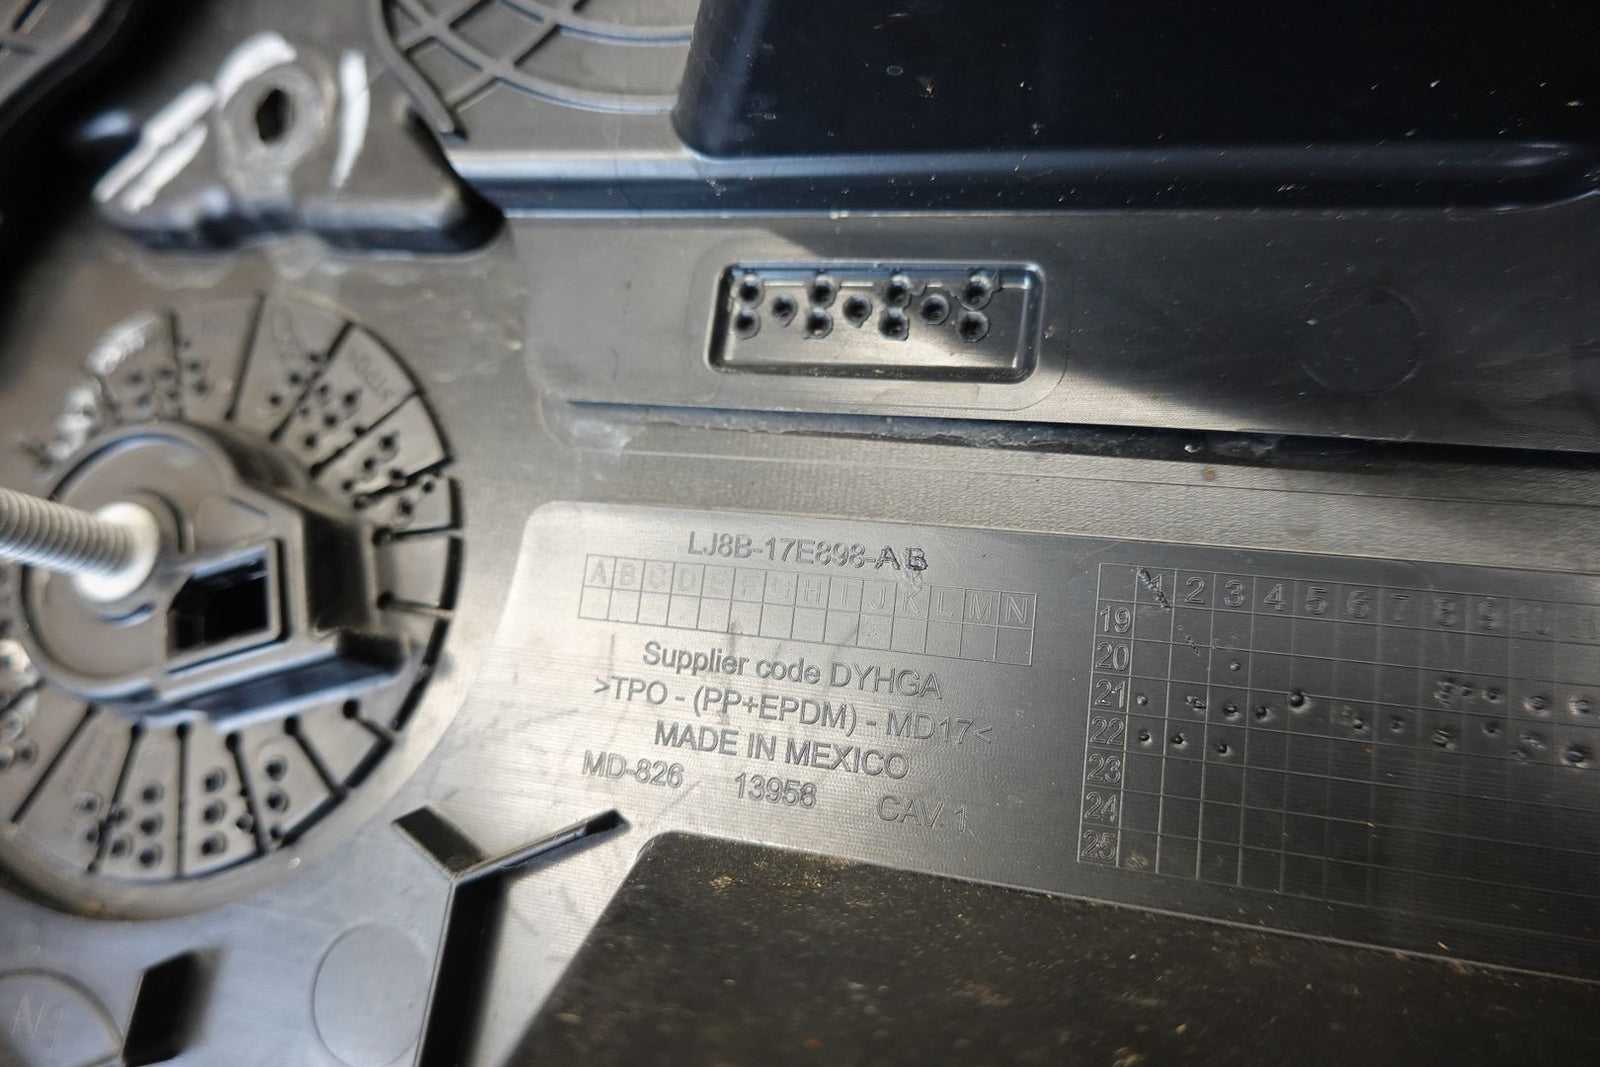 LJ8B-17E898-AB
A B C D E F G H I J K L M N
Supplier code DYHGA
>TPO - (PP+EPDM) - MD17<
MADE IN MEXICO
MD-826 13958 CAV. 1
1 2 3 4 5 6 7 8 9 10 11
19
20
21
22
23
24
25